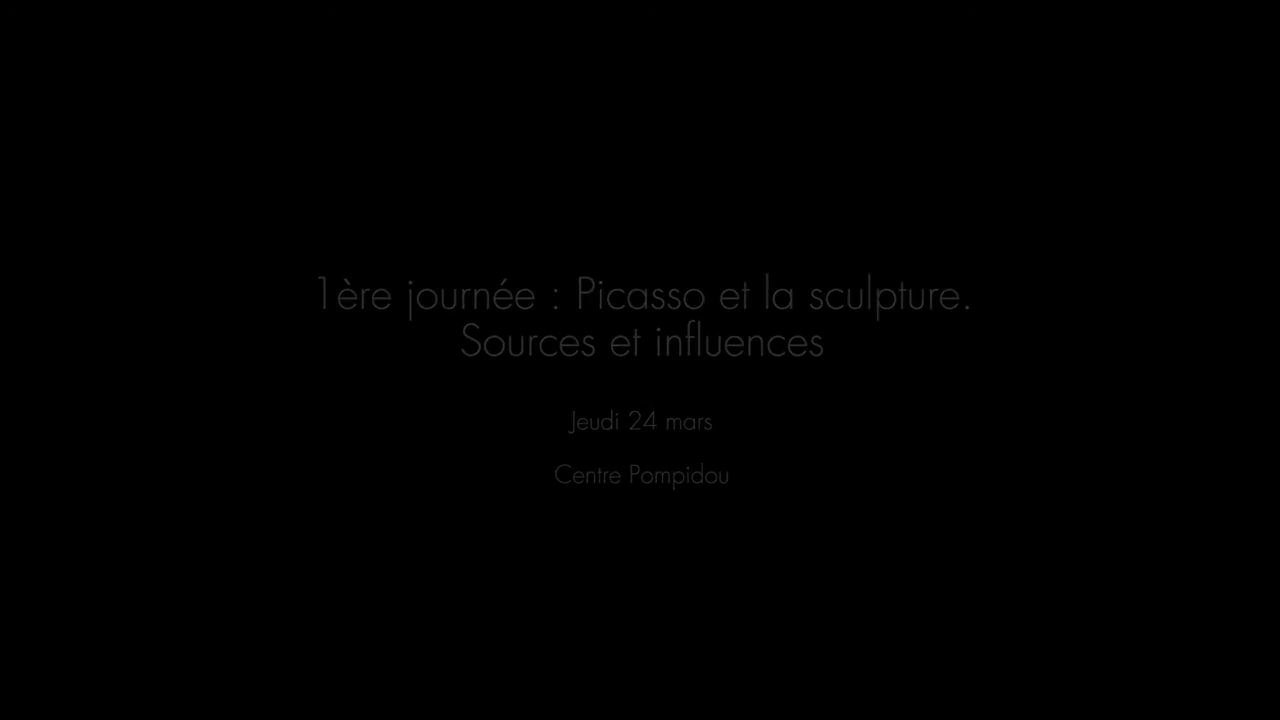 1ère journée : Picasso et la sculpture.
Sources et influences
Jeudi 24 mars
Centre Pompidou